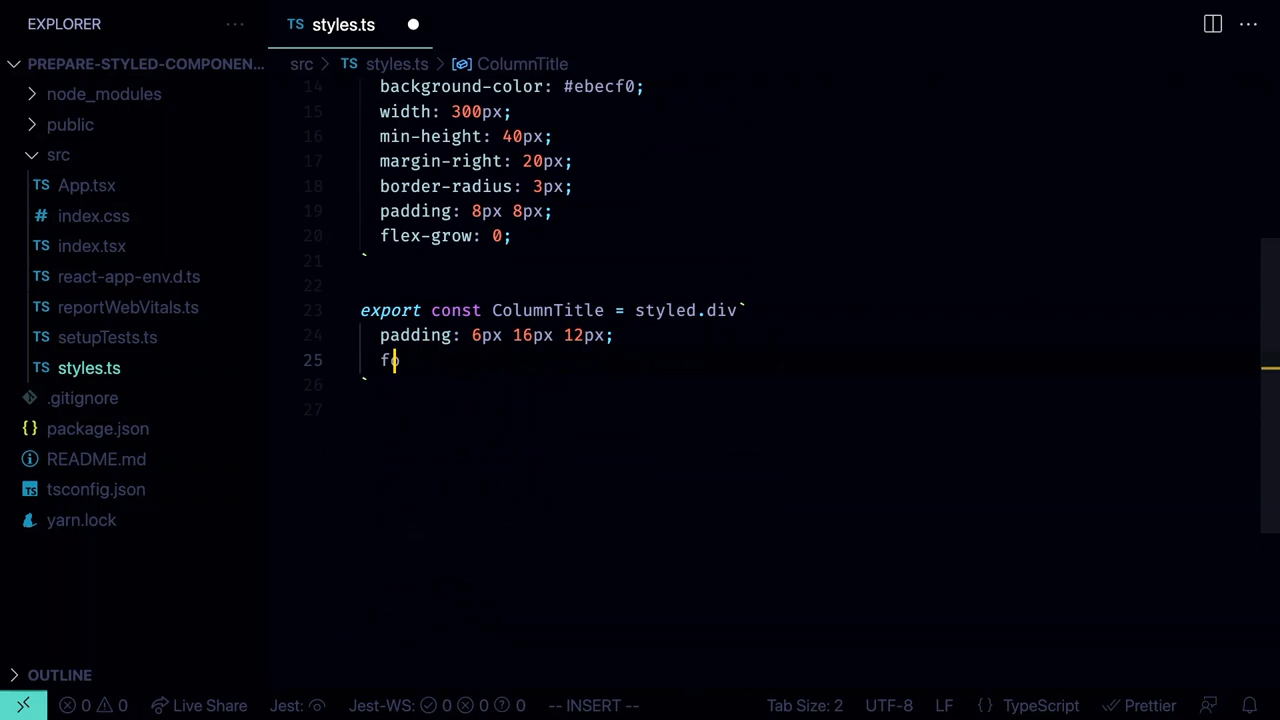 EXPLORER
PREPARE-STYLED-COMPONEN...
node_modules
public
src
TS App.tsx
# index.css
TS index.tsx
TS react-app-env.d.ts
TS reportWebVitals.ts
TS setupTests.ts
TS styles.ts
.gitignore
{} package.json
README.md
TS tsconfig.json
yarn.lock
OUTLINE
TS styles.ts
src > TS styles.ts > ColumnTitle
14 background-color: #ebecf0;
15 width: 300px;
16 min-height: 40px;
17 margin-right: 20px;
18 border-radius: 3px;
19 padding: 8px 8px;
20 flex-grow: 0;
21 `
22
23 export const ColumnTitle = styled.div`
24 padding: 6px 16px 12px;
25 fo
26 `
27
0 0 Live Share Jest: Jest-WS: 0 0 0 -- INSERT -- Tab Size: 2 UTF-8 LF {} TypeScript Prettier